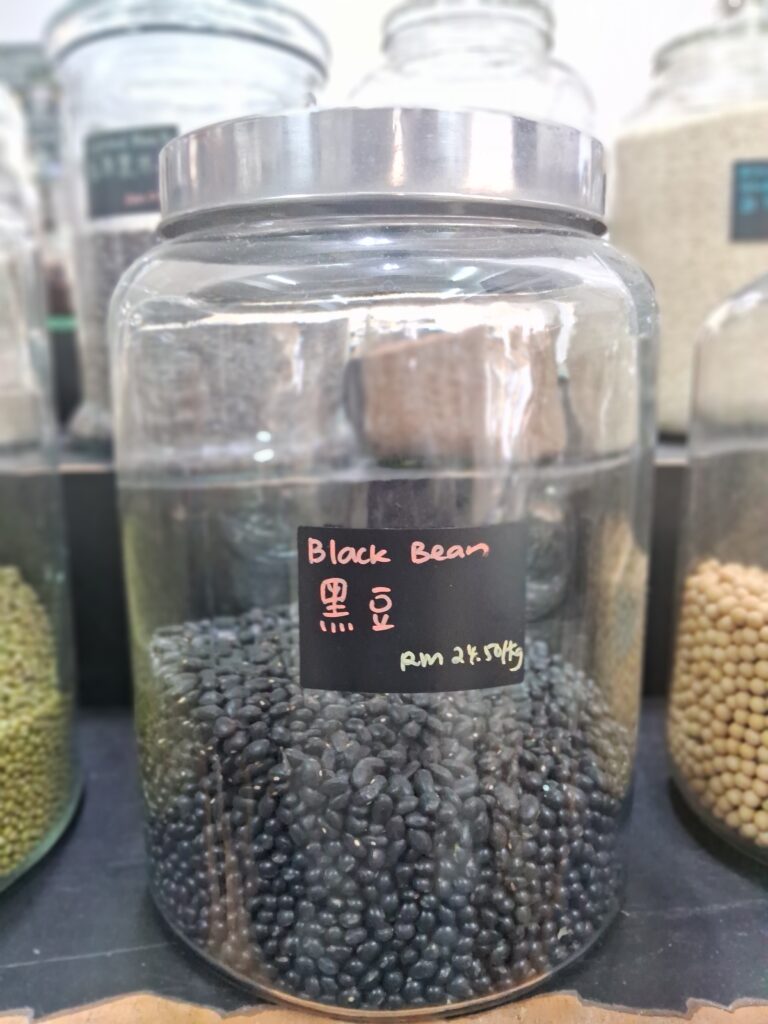 Black Bean
黑豆
RM 24.50/kg